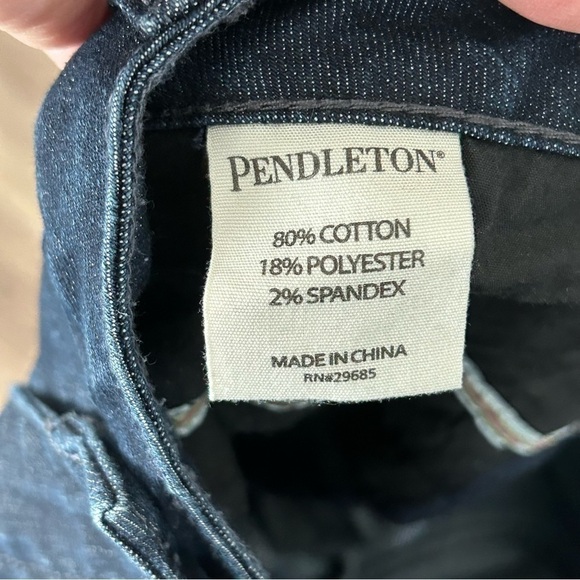 PENDLETON®
80% COTTON
18% POLYESTER
2% SPANDEX
MADE IN CHINA
RN#29685